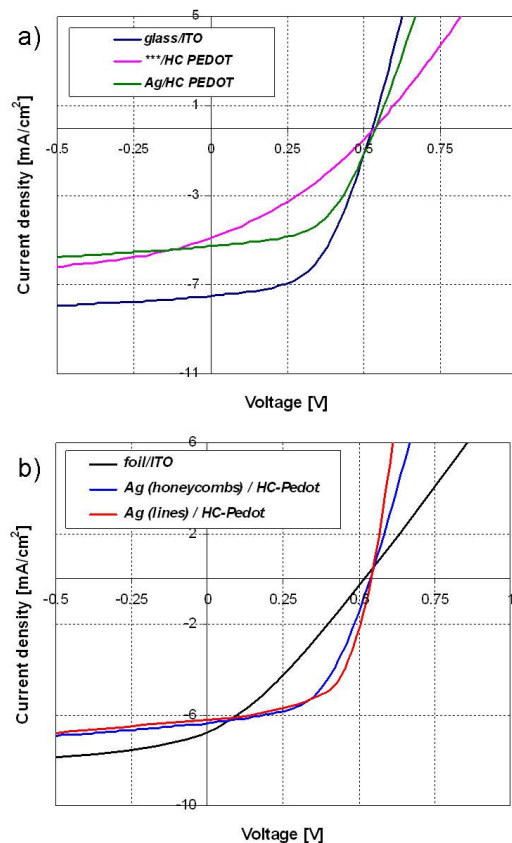 a)
5
glass/ITO
***/HC PEDOT
Ag/HC PEDOT
1
-0.5 -0.25 0 0.25 0.5 0.75
-3
-7
-11
Current density [mA/cm²]
Voltage [V]
b)
6
foil/ITO
Ag (honeycombs) / HC-Pedot
Ag (lines) / HC-Pedot
2
-0.5 -0.25 0 0.25 0.5 0.75 1
-2
-6
-10
Current density [mA/cm²]
Voltage [V]